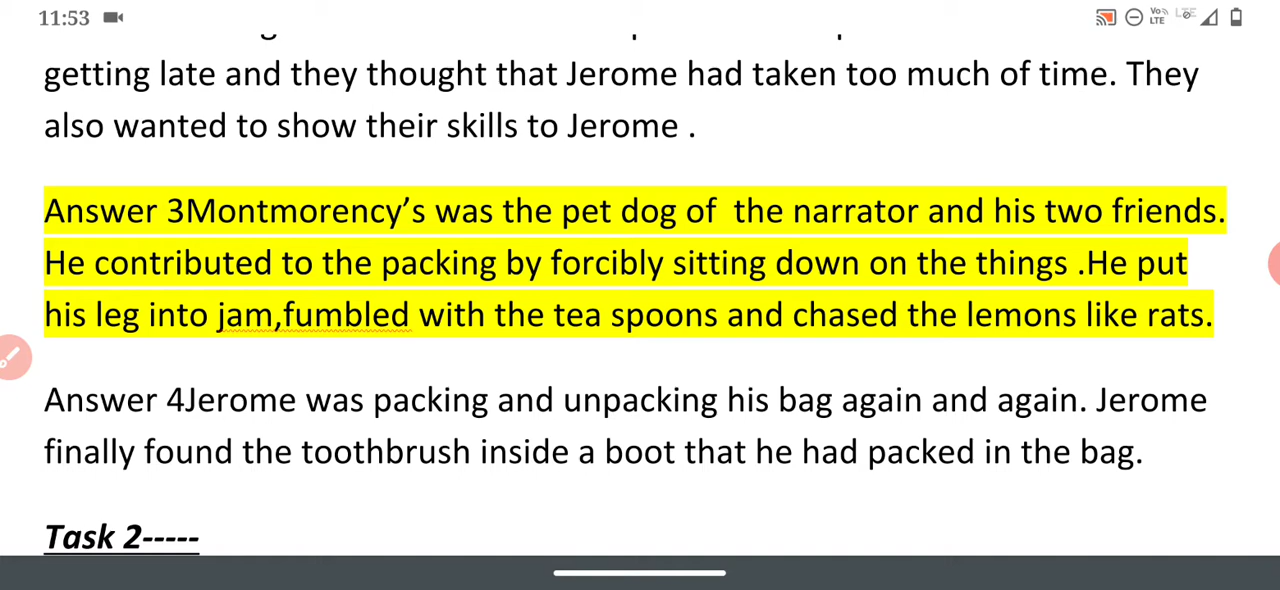 11:53
getting late and they thought that Jerome had taken too much of time. They
also wanted to show their skills to Jerome .
Answer 3Montmorency’s was the pet dog of  the narrator and his two friends.
He contributed to the packing by forcibly sitting down on the things .He put
his leg into jam,fumbled with the tea spoons and chased the lemons like rats.
Answer 4Jerome was packing and unpacking his bag again and again. Jerome
finally found the toothbrush inside a boot that he had packed in the bag.
Task 2-----